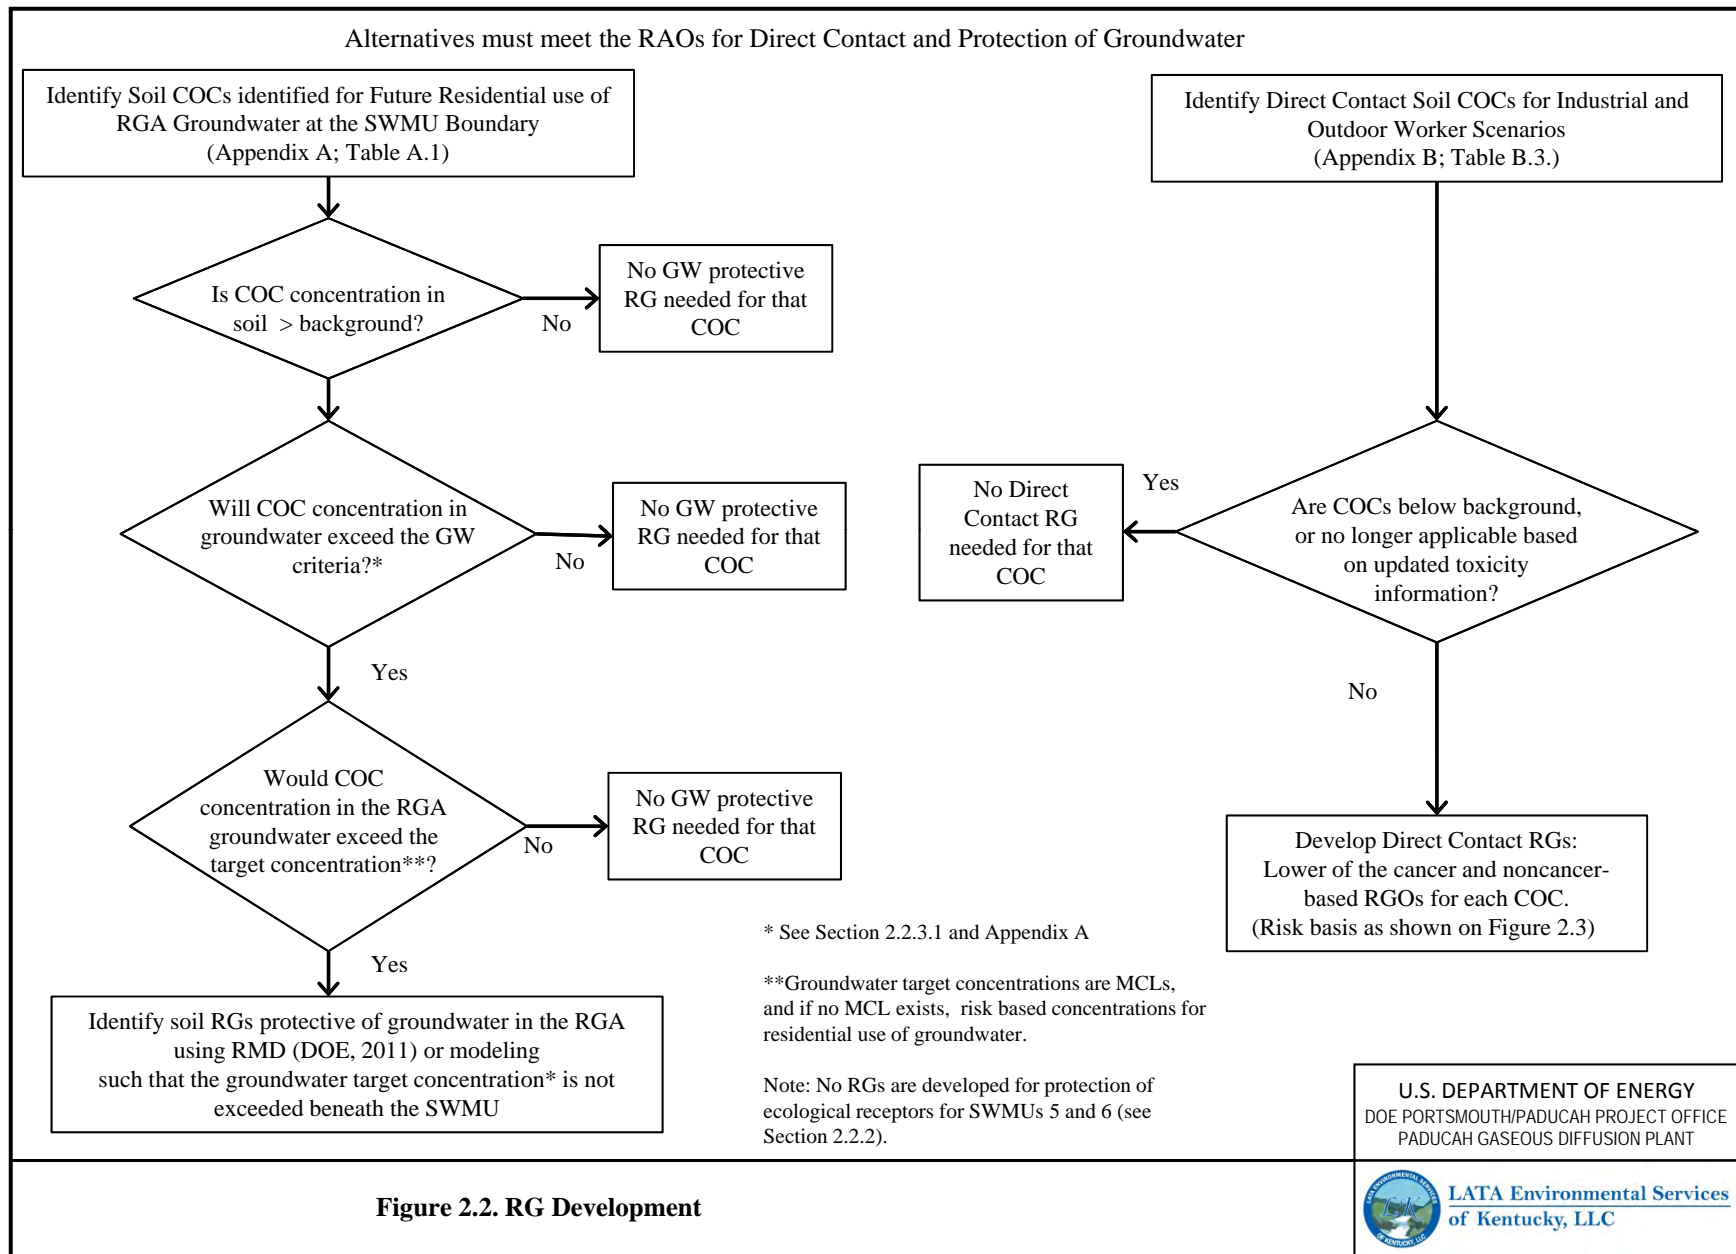 Alternatives must meet the RAOs for Direct Contact and Protection of Groundwater
Identify Soil COCs identified for Future Residential use of
RGA Groundwater at the SWMU Boundary
(Appendix A; Table A.1)
Is COC concentration in
soil > background?
No
No GW protective
RG needed for that
COC
Will COC concentration in
groundwater exceed the GW
criteria?*
No
No GW protective
RG needed for that
COC
Yes
Would COC
concentration in the RGA
groundwater exceed the
target concentration**?
No
No GW protective
RG needed for that
COC
Yes
Identify soil RGs protective of groundwater in the RGA
using RMD (DOE, 2011) or modeling
such that the groundwater target concentration* is not
exceeded beneath the SWMU
Identify Direct Contact Soil COCs for Industrial and
Outdoor Worker Scenarios
(Appendix B; Table B.3.)
Are COCs below background,
or no longer applicable based
on updated toxicity
information?
Yes
No Direct
Contact RG
needed for that
COC
No
Develop Direct Contact RGs:
Lower of the cancer and noncancer-
based RGOs for each COC.
(Risk basis as shown on Figure 2.3)
* See Section 2.2.3.1 and Appendix A
**Groundwater target concentrations are MCLs,
and if no MCL exists, risk based concentrations for
residential use of groundwater.
Note: No RGs are developed for protection of
ecological receptors for SWMUs 5 and 6 (see
Section 2.2.2).
U.S. DEPARTMENT OF ENERGY
DOE PORTSMOUTH/PADUCAH PROJECT OFFICE
PADUCAH GASEOUS DIFFUSION PLANT
Figure 2.2. RG Development
LATA ENVIRONMENTAL SERVICES
LK
OF KENTUCKY, LLC
LATA Environmental Services
of Kentucky, LLC